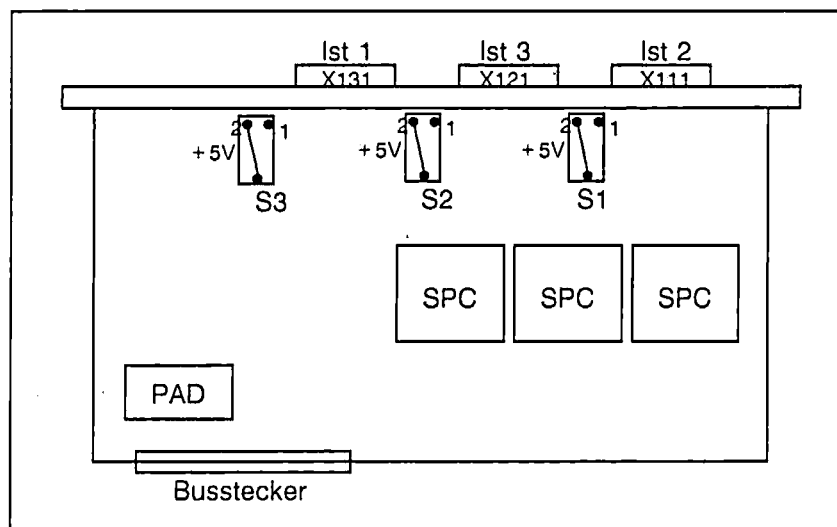 Ist 1 Ist 3 Ist 2
X131 X121 X111
2 1 2 1 2 1
+5V +5V +5V
S3 S2 S1
SPC SPC SPC
PAD
Busstecker